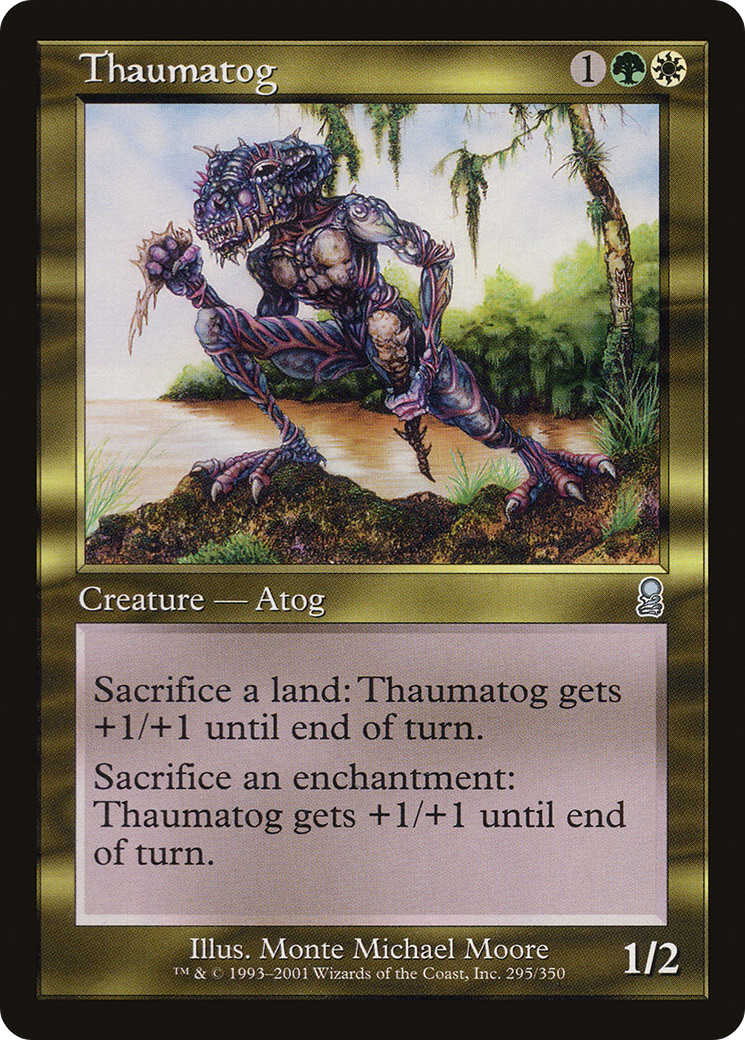 Thaumatog
1
Creature — Atog
Sacrifice a land: Thaumatog gets
+1/+1 until end of turn.
Sacrifice an enchantment:
Thaumatog gets +1/+1 until end
of turn.
Illus. Monte Michael Moore
™ & © 1993–2001 Wizards of the Coast, Inc. 295/350
1/2